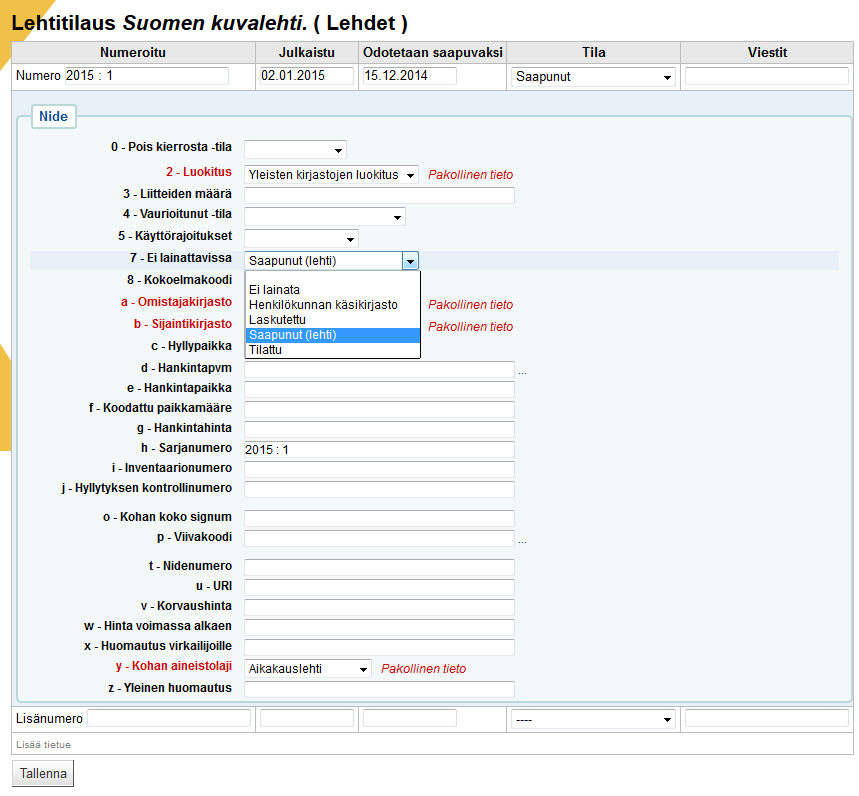 Lehtitilaus Suomen kuvalehti. ( Lehdet )
Numeroitu Julkaistu Odotetaan saapuvaksi Tila Viestit
Numero 2015 : 1 02.01.2015 15.12.2014 Saapunut
Nide
0 - Pois kierrosta -tila
2 - Luokitus Yleisten kirjastojen luokitus Pakollinen tieto
3 - Liitteiden määrä
4 - Vaurioitunut -tila
5 - Käyttörajoitukset
7 - Ei lainattavissa Saapunut (lehti)
8 - Kokoelmakoodi
Ei lainata
a - Omistajakirjasto Henkilökunnan käsikirjasto Pakollinen tieto
Laskutettu
b - Sijaintikirjasto Pakollinen tieto
Saapunut (lehti)
c - Hyllypaikka Tilattu
d - Hankintapvm ...
e - Hankintapaikka
f - Koodattu paikkamääre
g - Hankintahinta
h - Sarjanumero 2015 : 1
i - Inventaarionumero
j - Hyllytyksen kontrollinumero
o - Kohan koko signum
p - Viivakoodi ...
t - Nidenumero
u - URI
v - Korvaushinta
w - Hinta voimassa alkaen
x - Huomautus virkailijoille
y - Kohan aineistolaji Aikakauslehti Pakollinen tieto
z - Yleinen huomautus
Lisänumero ----
Lisää tietue
Tallenna